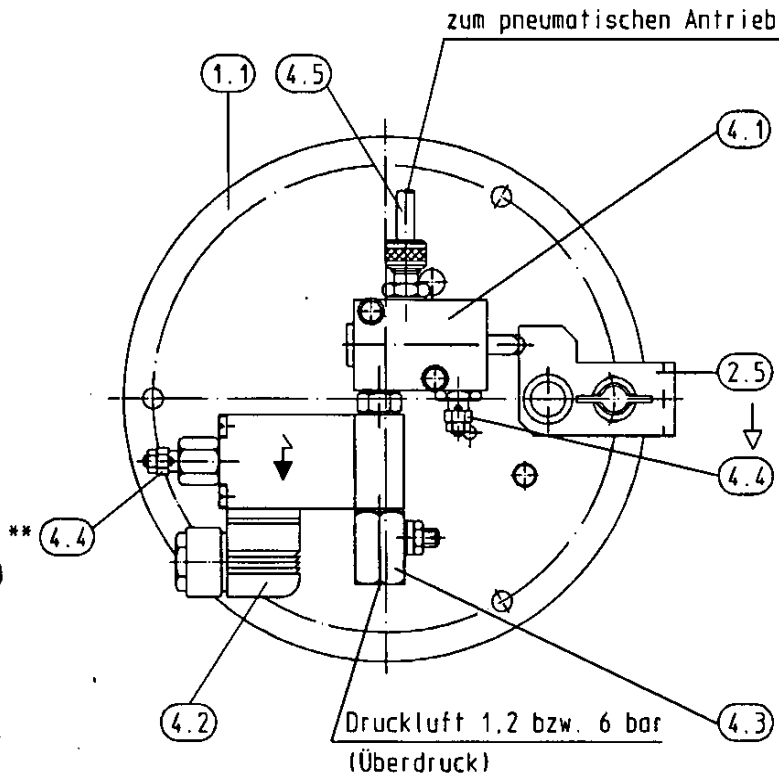 zum pneumatischen Antrieb
1.1
4.5
4.1
2.5
4.4
** 4.4
4.2
Druckluft 1,2 bzw. 6 bar
(Überdruck)
4.3